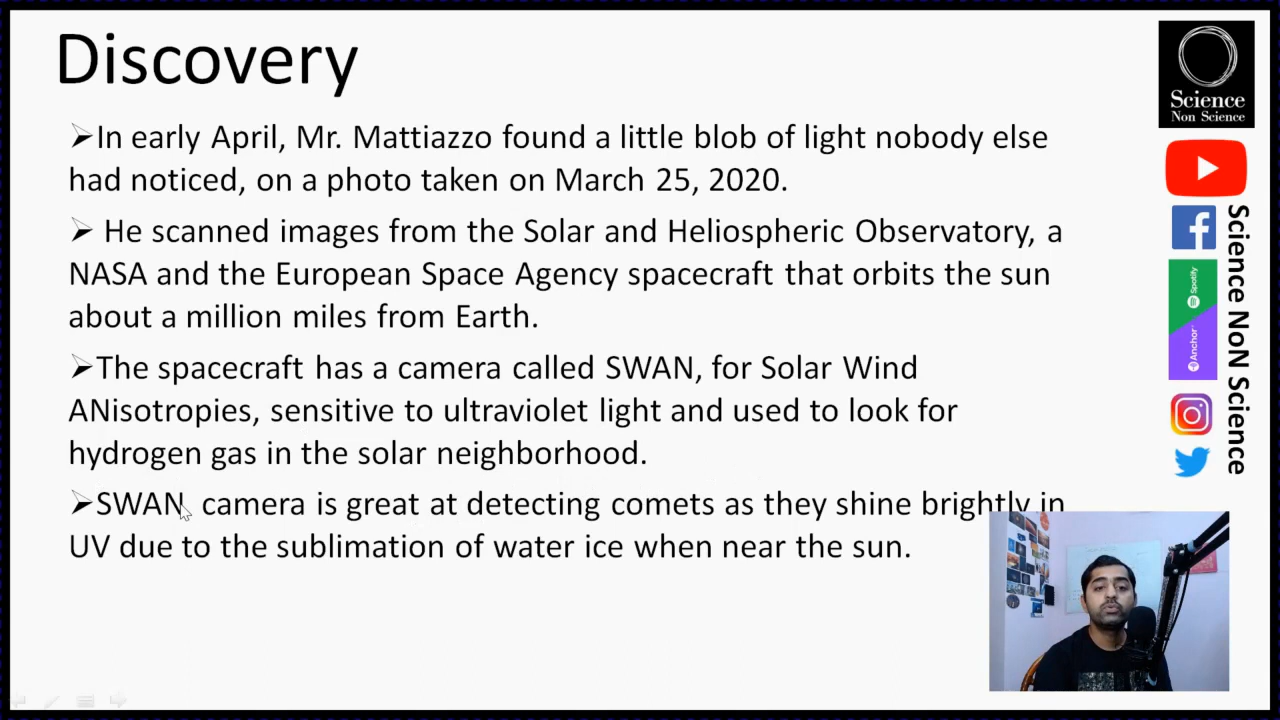 Discovery
➢In early April, Mr. Mattiazzo found a little blob of light nobody else
had noticed, on a photo taken on March 25, 2020.
➢ He scanned images from the Solar and Heliospheric Observatory, a
NASA and the European Space Agency spacecraft that orbits the sun
about a million miles from Earth.
➢The spacecraft has a camera called SWAN, for Solar Wind
ANisotropies, sensitive to ultraviolet light and used to look for
hydrogen gas in the solar neighborhood.
➢SWAN, camera is great at detecting comets as they shine brightly in
UV due to the sublimation of water ice when near the sun.
Science
Non Science
Spotify
Anchor
Science NoN Science